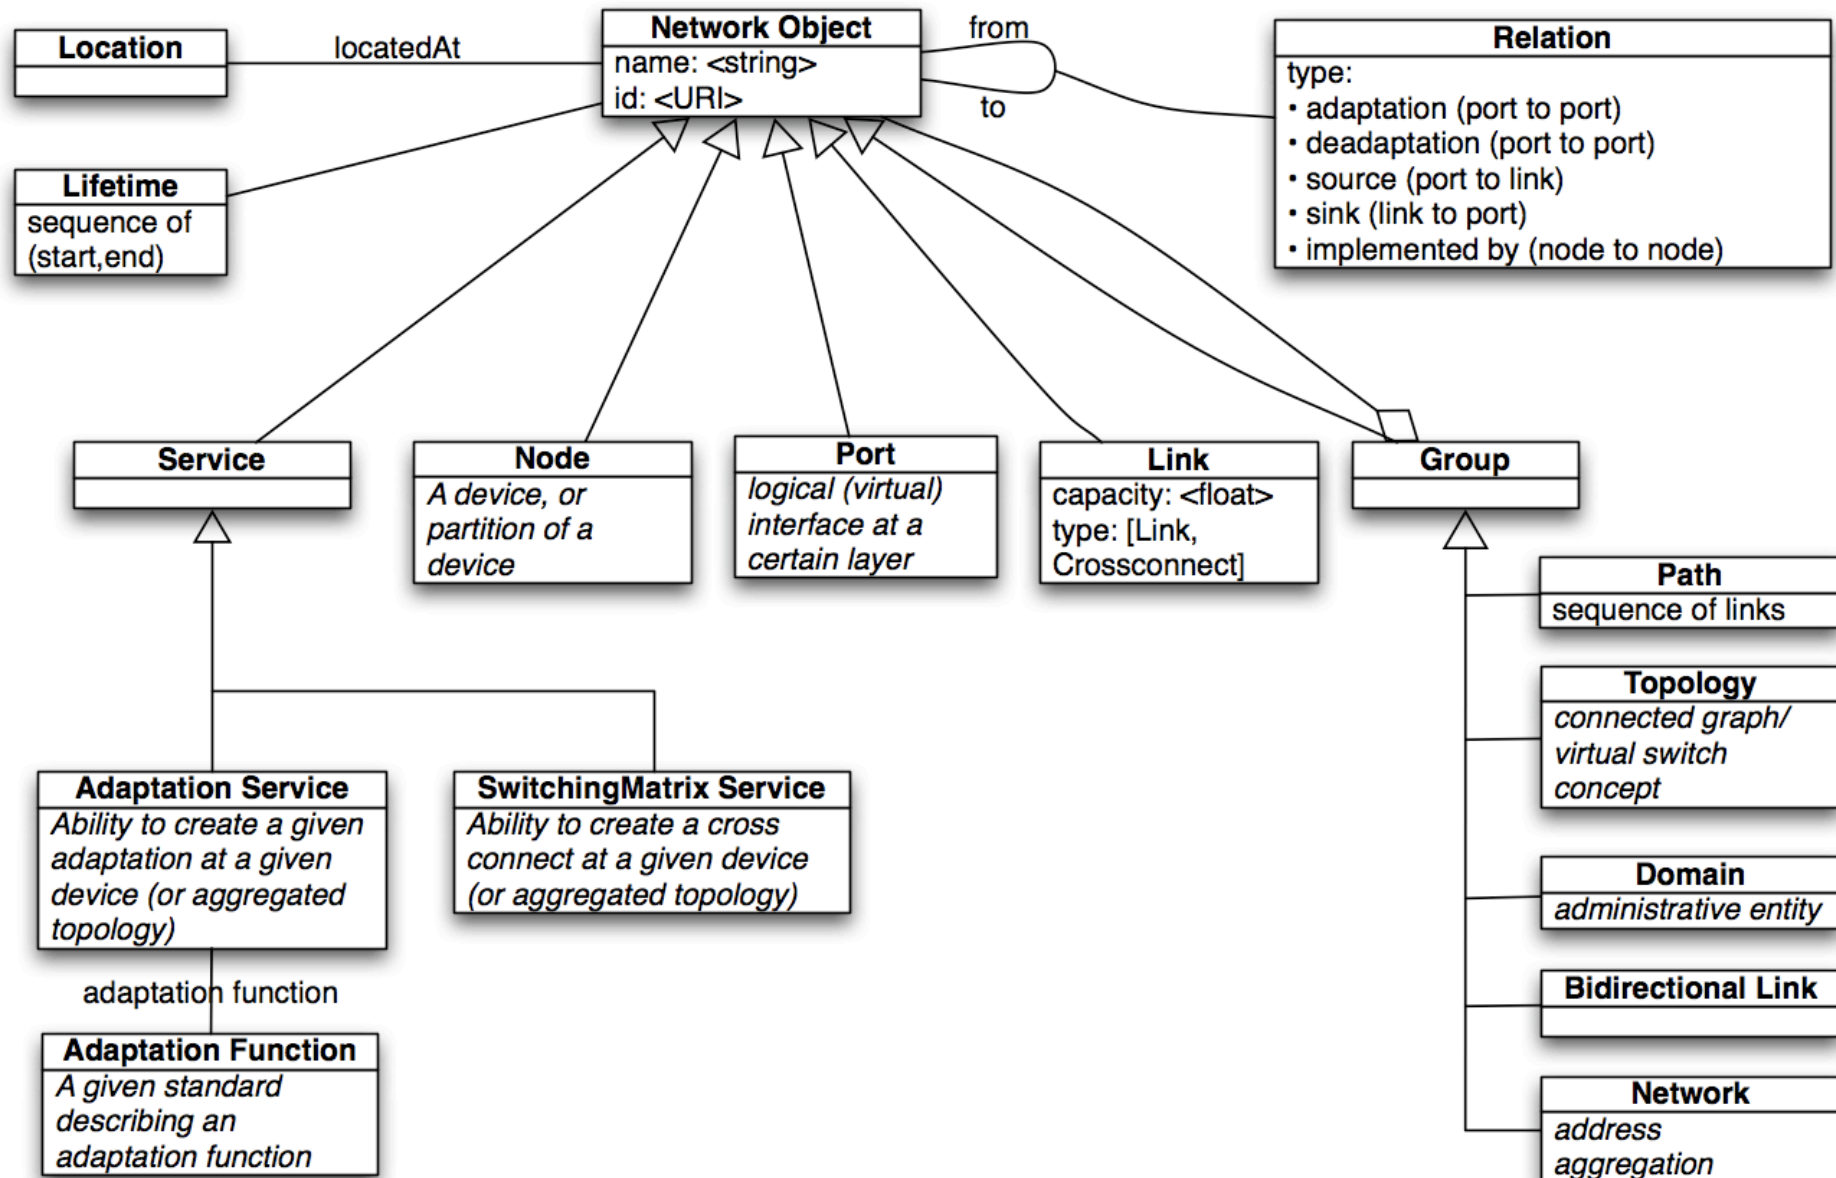 Location
locatedAt
Network Object
name: <string>
id: <URI>
from
to
Relation
type:
• adaptation (port to port)
• deadaptation (port to port)
• source (port to link)
• sink (link to port)
• implemented by (node to node)
Lifetime
sequence of
(start,end)
Service
Node
A device, or
partition of a
device
Port
logical (virtual)
interface at a
certain layer
Link
capacity: <float>
type: [Link,
Crossconnect]
Group
Path
sequence of links
Topology
connected graph/
virtual switch
concept
Domain
administrative entity
Bidirectional Link
Network
address
aggregation
Adaptation Service
Ability to create a given
adaptation at a given
device (or aggregated
topology)
SwitchingMatrix Service
Ability to create a cross
connect at a given device
(or aggregated topology)
adaptation function
Adaptation Function
A given standard
describing an
adaptation function